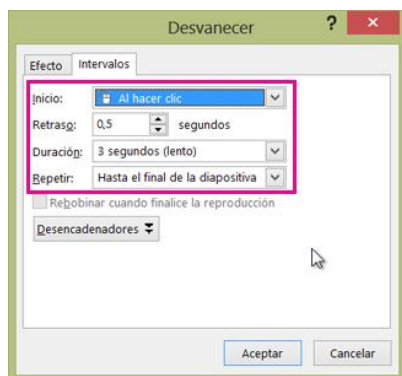 Desvanecer ? ×
Efecto Intervalos
Inicio: Al hacer clic
Retraso: 0,5 segundos
Duración: 3 segundos (lento)
Repetir: Hasta el final de la diapositiva
Rebobinar cuando finalice la reproducción
Desencadenadores
Aceptar Cancelar